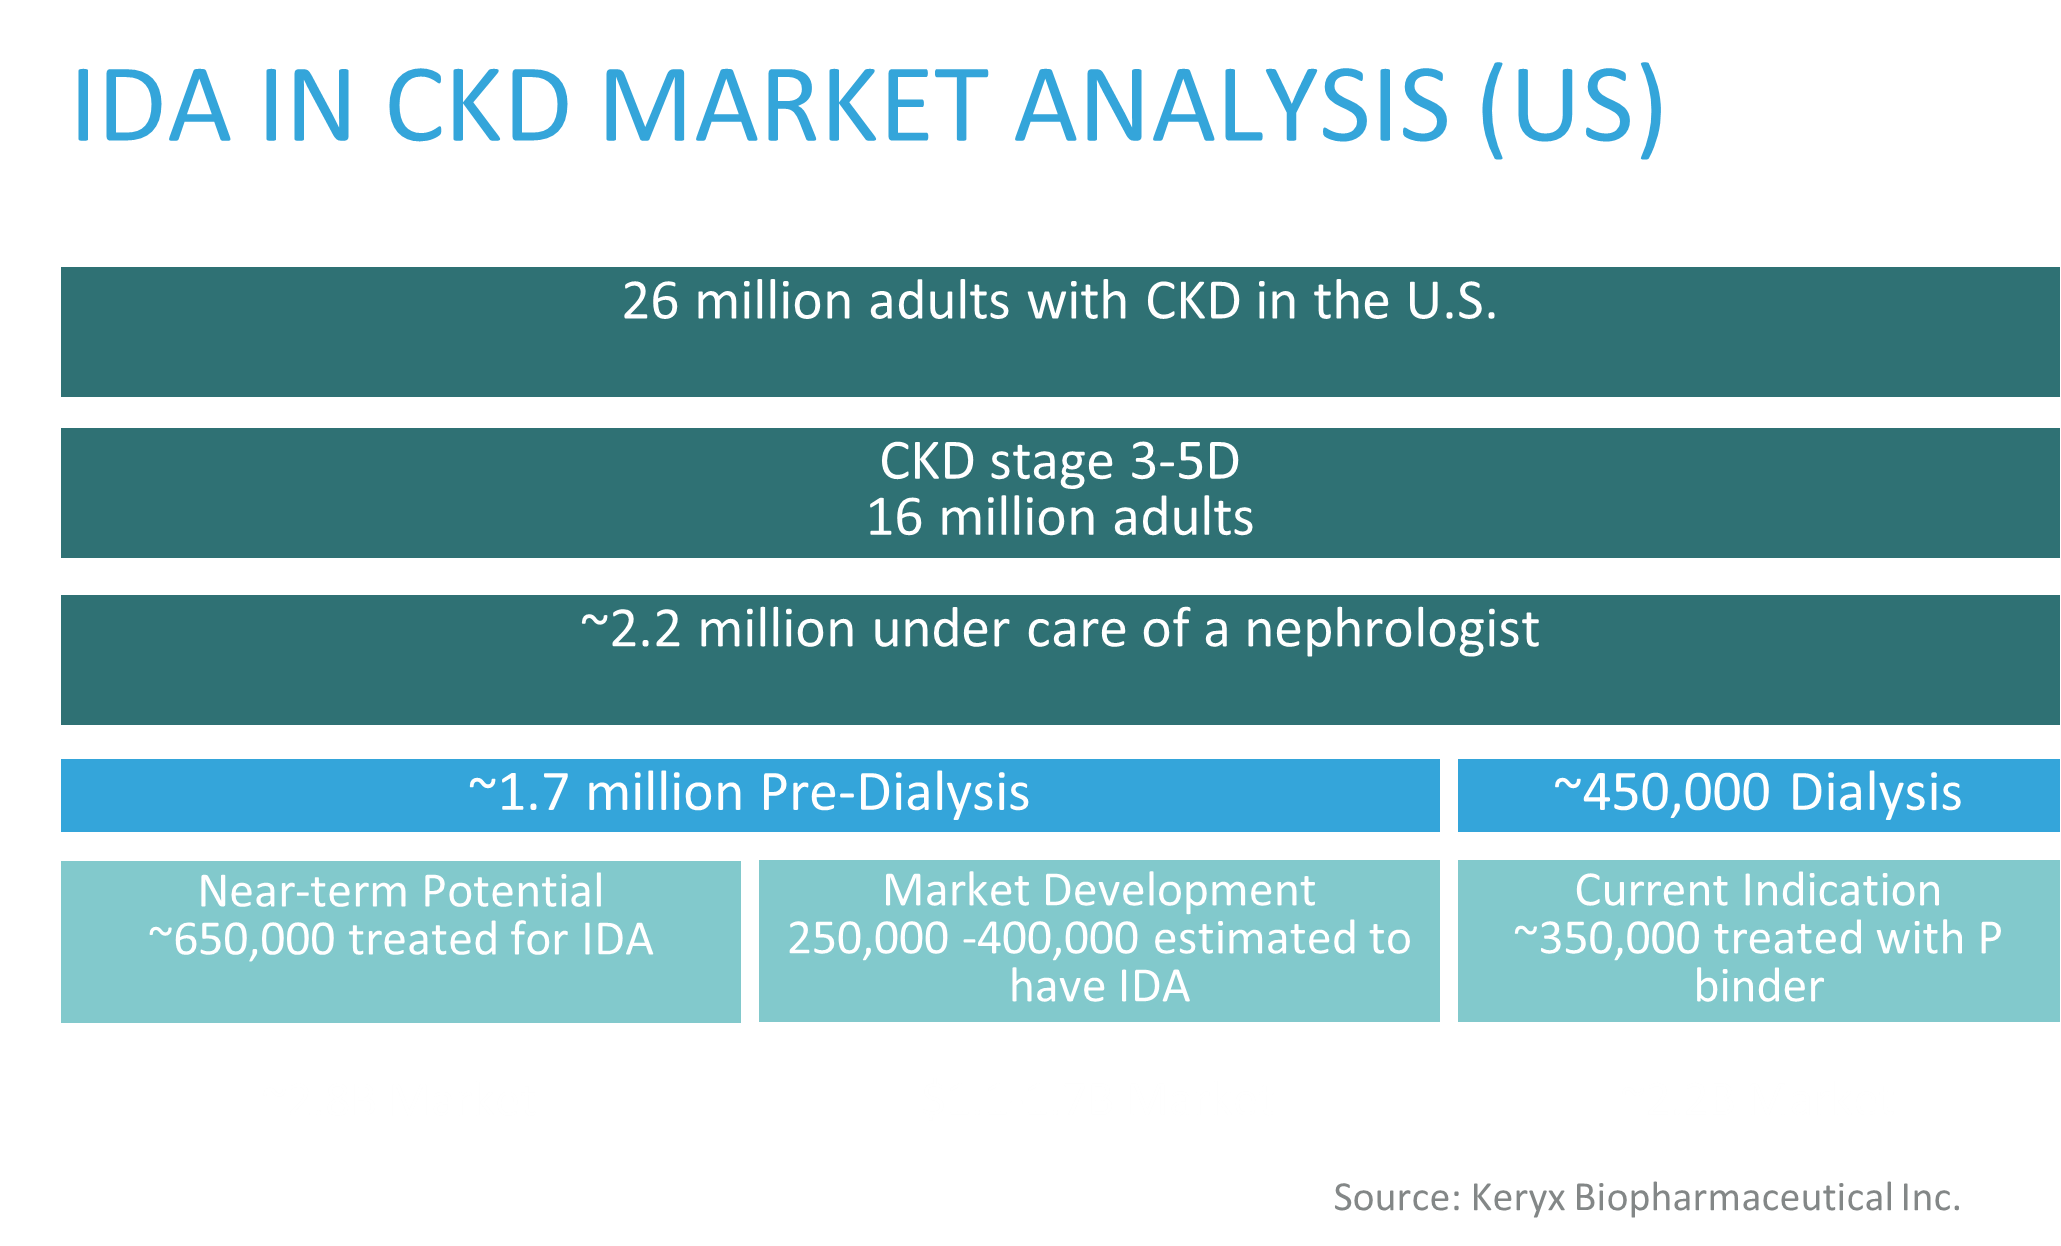 IDA IN CKD MARKET ANALYSIS (US)
26 million adults with CKD in the U.S.
CKD stage 3-5D
16 million adults
~2.2 million under care of a nephrologist
~1.7 million Pre-Dialysis
~450,000 Dialysis
Near-term Potential
~650,000 treated for IDA
Market Development
250,000 -400,000 estimated to
have IDA
Current Indication
~350,000 treated with P
binder
Source: Keryx Biopharmaceutical Inc.